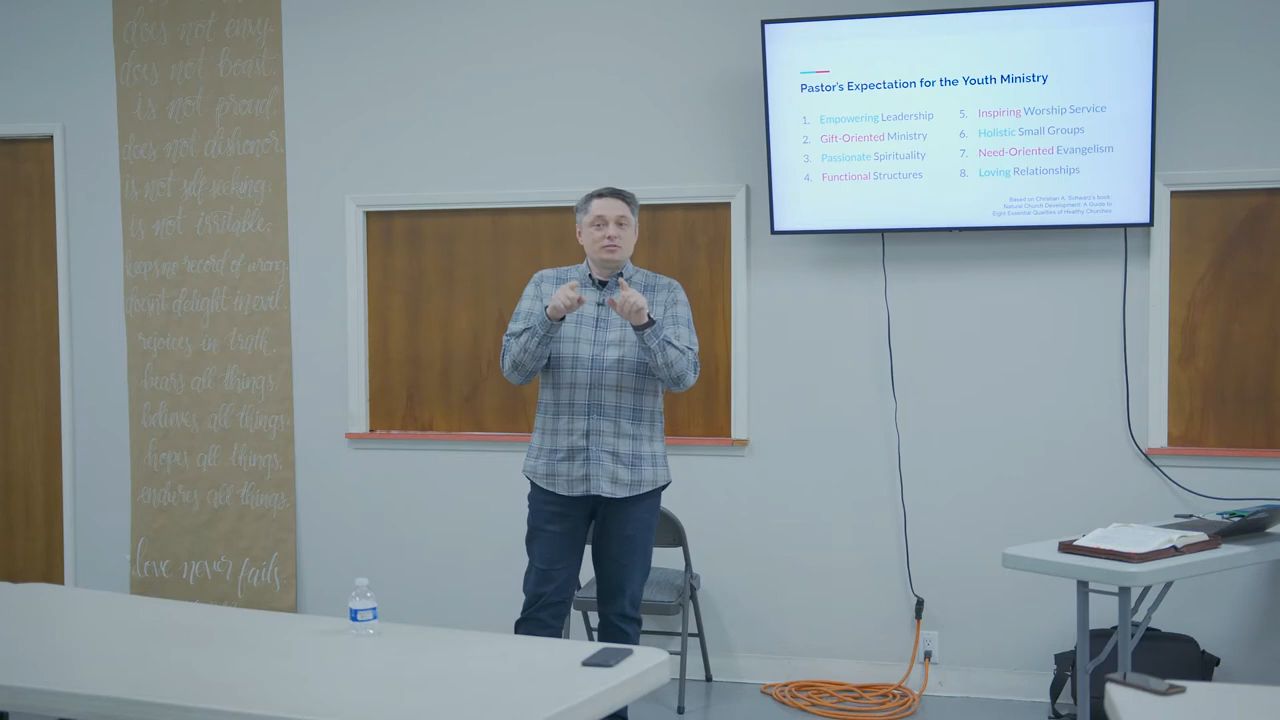 does not envy.
does not boast.
is not proud.
does not dishonor.
is not self seeking.
is not irritable.
keeps no record of wrong.
doesn't delight in evil.
rejoices in truth.
bears all things.
believes all things.
hopes all things.
endures all things.
love never fails
Pastor's Expectation for the Youth Ministry
1. Empowering Leadership
2. Gift-Oriented Ministry
3. Passionate Spirituality
4. Functional Structures
5. Inspiring Worship Service
6. Holistic Small Groups
7. Need-Oriented Evangelism
8. Loving Relationships
Based on Christian A. Schwarz's book,
Natural Church Development: A Guide to
Eight Essential Qualities of Healthy Churches